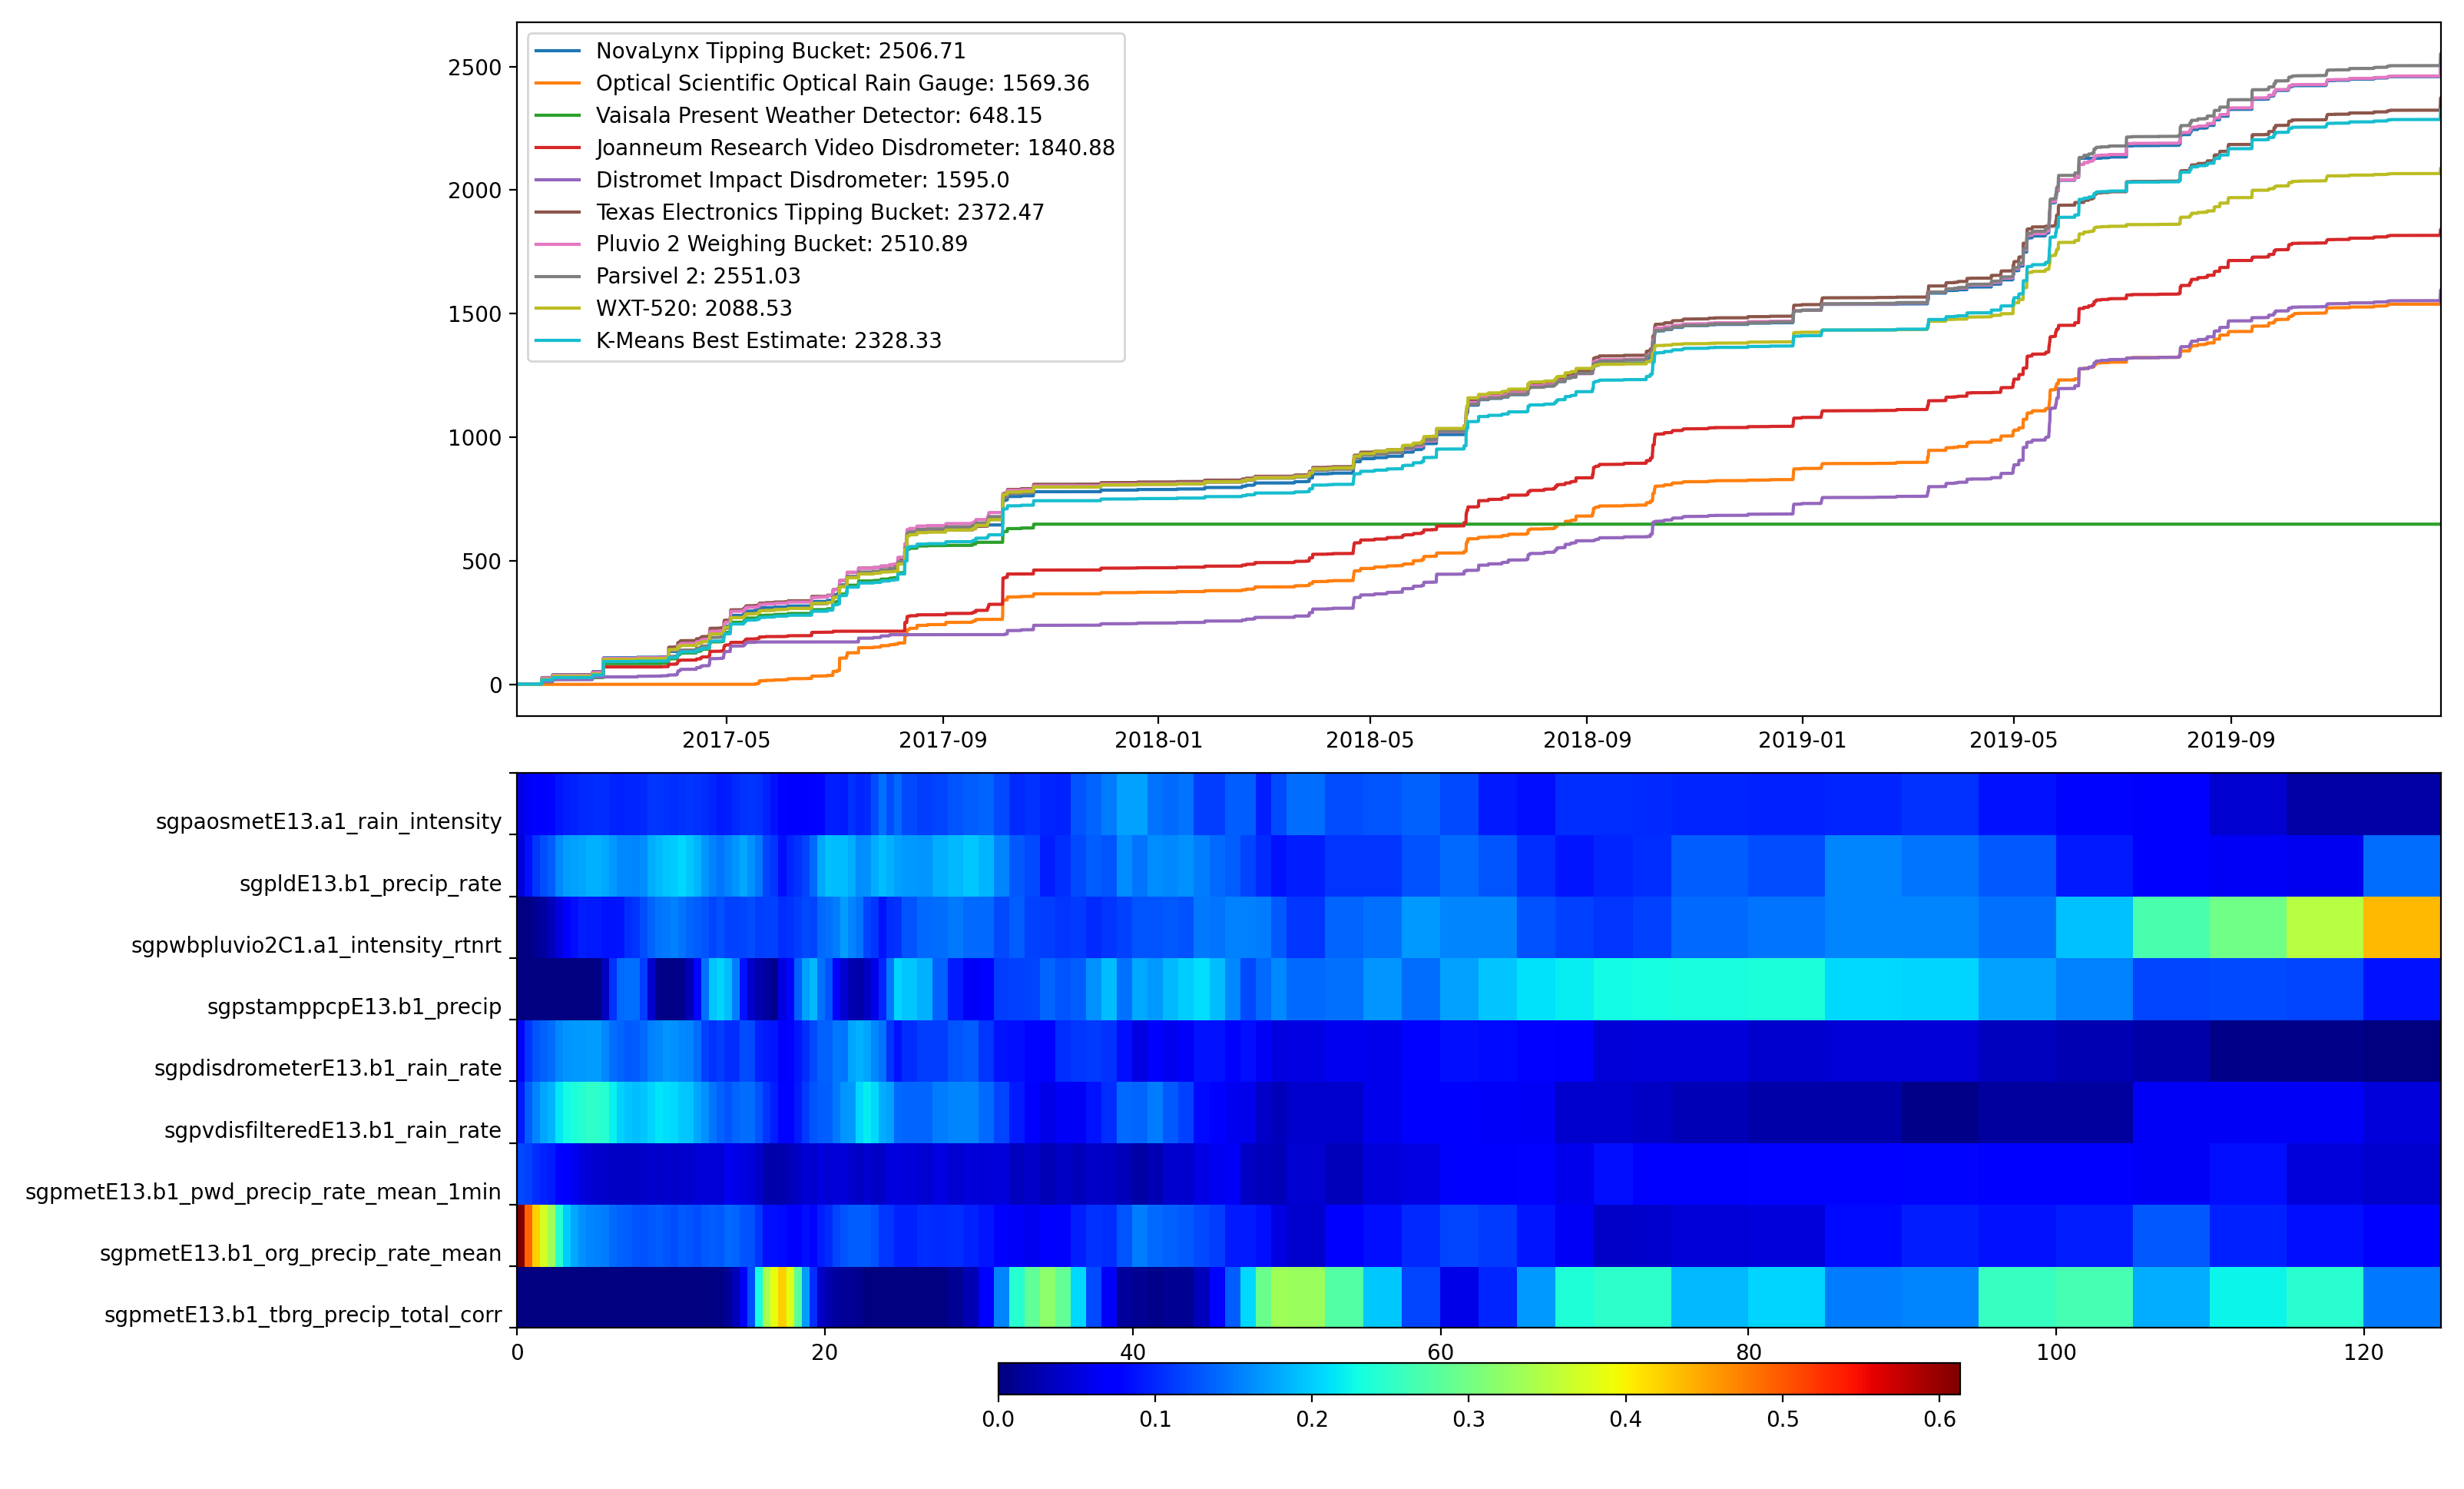 NovaLynx Tipping Bucket: 2506.71
Optical Scientific Optical Rain Gauge: 1569.36
Vaisala Present Weather Detector: 648.15
Joanneum Research Video Disdrometer: 1840.88
Distromet Impact Disdrometer: 1595.0
Texas Electronics Tipping Bucket: 2372.47
Pluvio 2 Weighing Bucket: 2510.89
Parsivel 2: 2551.03
WXT-520: 2088.53
K-Means Best Estimate: 2328.33
2500
2000
1500
1000
500
0
2017-05 2017-09 2018-01 2018-05 2018-09 2019-01 2019-05 2019-09
sgpaosmetE13.a1_rain_intensity
sgpldE13.b1_precip_rate
sgpwbpluvio2C1.a1_intensity_rtnrt
sgpstamppcpE13.b1_precip
sgpdisdrometerE13.b1_rain_rate
sgpvdisfilteredE13.b1_rain_rate
sgpmetE13.b1_pwd_precip_rate_mean_1min
sgpmetE13.b1_org_precip_rate_mean
sgpmetE13.b1_tbrg_precip_total_corr
0 20 40 60 80 100 120
0.0 0.1 0.2 0.3 0.4 0.5 0.6